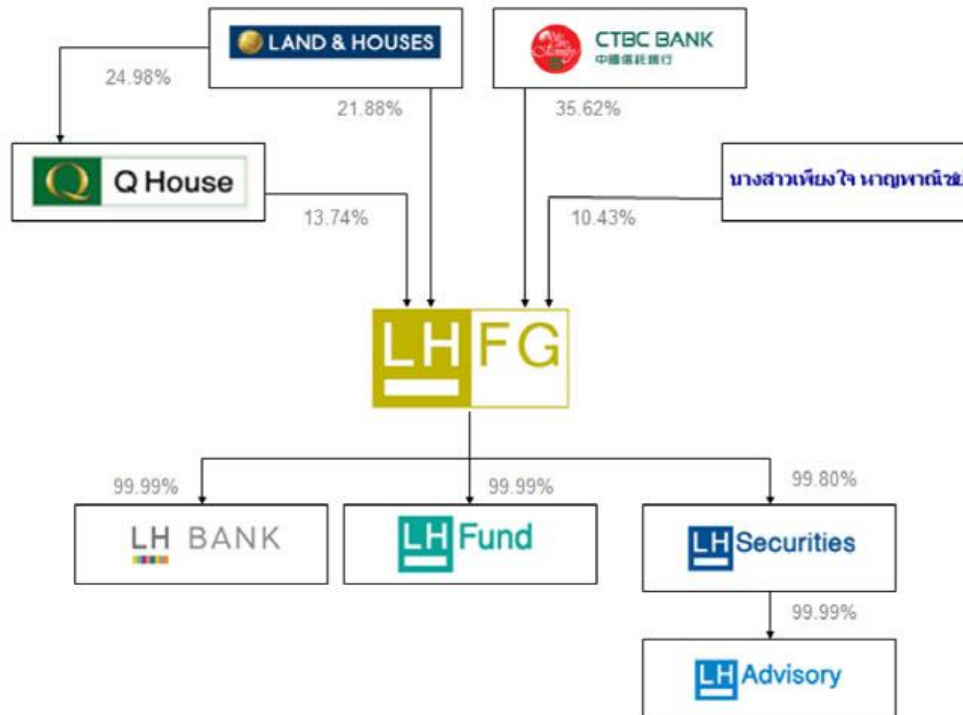 LAND & HOUSES
CTBC BANK
中國信託銀行
We are Family
24.98%
21.88%
35.62%
Q
Q House
นางสาวเพียงใจ หาญพาณิชย์
13.74%
10.43%
LH FG
99.99%
99.99%
99.80%
LH BANK
LH Fund
LH Securities
99.99%
LH Advisory